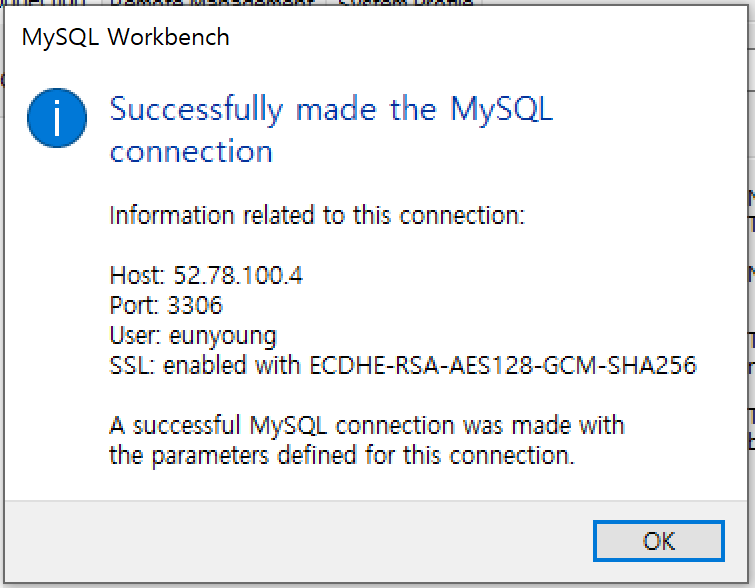 Remote Management
System Profile
MySQL Workbench
i
Successfully made the MySQL
connection
Information related to this connection:
Host: 52.78.100.4
Port: 3306
User: eunyoung
SSL: enabled with ECDHE-RSA-AES128-GCM-SHA256
A successful MySQL connection was made with
the parameters defined for this connection.
OK